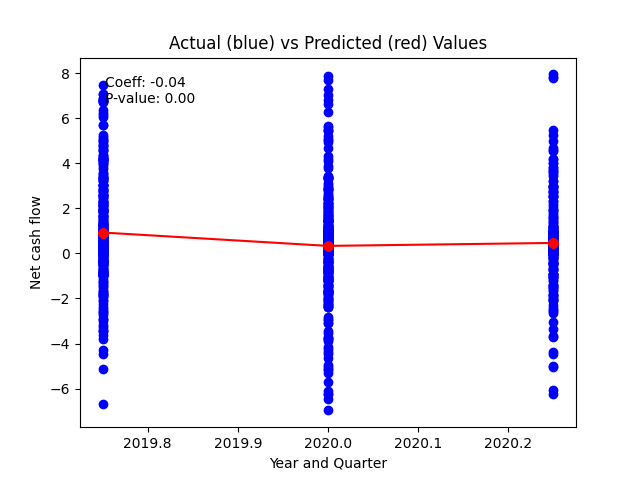 Actual (blue) vs Predicted (red) Values
Coeff: -0.04
P-value: 0.00
Net cash flow
8
6
4
2
0
−2
−4
−6
2019.8
2019.9
2020.0
2020.1
2020.2
Year and Quarter